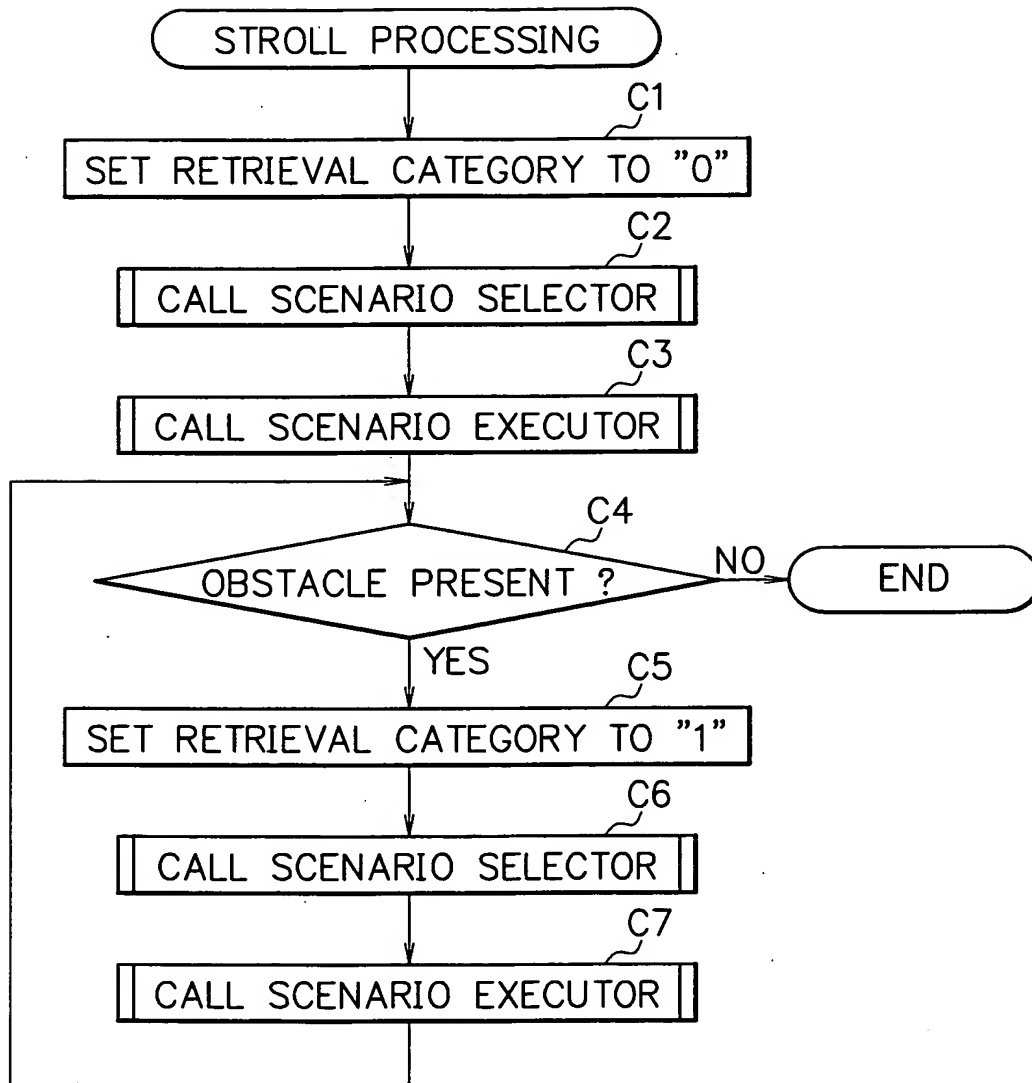 STROLL PROCESSING
C1
SET RETRIEVAL CATEGORY TO "0"
C2
CALL SCENARIO SELECTOR
C3
CALL SCENARIO EXECUTOR
C4
OBSTACLE PRESENT ?
NO
END
YES
C5
SET RETRIEVAL CATEGORY TO "1"
C6
CALL SCENARIO SELECTOR
C7
CALL SCENARIO EXECUTOR